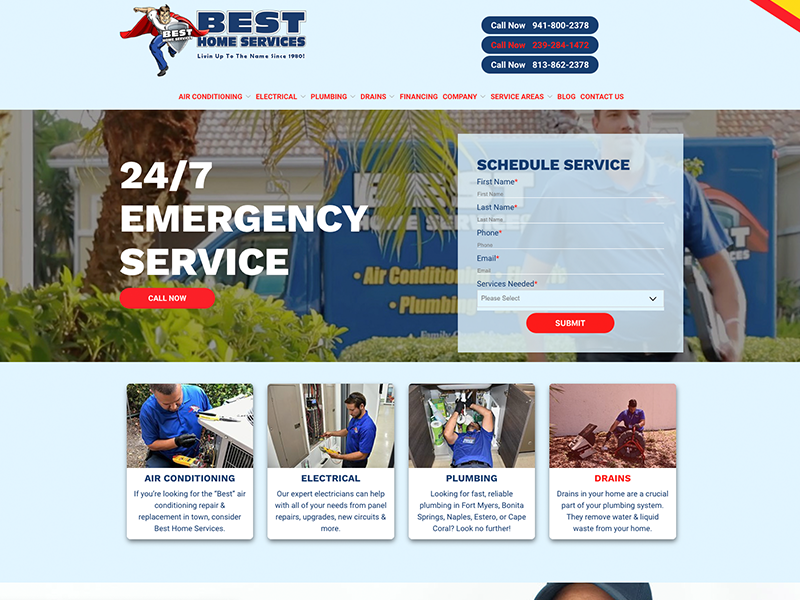 BEST
HOME SERVICES
Livin Up To The Name Since 1980!
BEST
HOME SERVICES
Call Now 941-800-2378
Call Now 239-284-1472
Call Now 813-862-2378
AIR CONDITIONING ELECTRICAL PLUMBING DRAINS FINANCING COMPANY SERVICE AREAS BLOG CONTACT US
24/7
EMERGENCY
SERVICE
CALL NOW
SCHEDULE SERVICE
First Name*
First Name
Last Name*
Last Name
Phone*
Phone
Email*
Email
Services Needed*
Please Select
SUBMIT
• Air Conditioning
• Plumbing
AIR CONDITIONING
If you're looking for the “Best” air
conditioning repair &
replacement in town, consider
Best Home Services.
ELECTRICAL
Our expert electricians can help
with all of your needs from panel
repairs, upgrades, new circuits &
more.
PLUMBING
Looking for fast, reliable
plumbing in Fort Myers, Bonita
Springs, Naples, Estero, or Cape
Coral? Look no further!
DRAINS
Drains in your home are a crucial
part of your plumbing system.
They remove water & liquid
waste from your home.